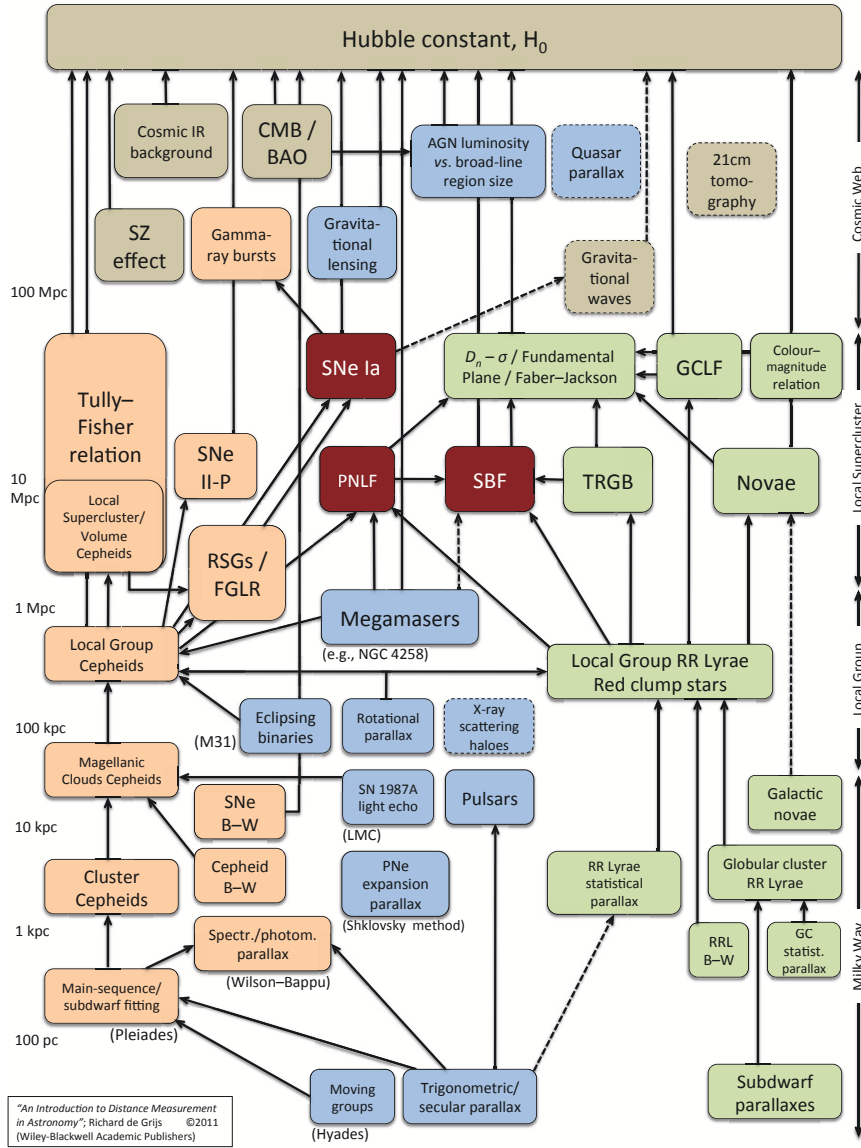 Hubble constant, H0
Cosmic IR
background
CMB /
BAO
AGN luminosity
vs. broad-line
region size
Quasar
parallax
21cm
tomo-
graphy
Cosmic Web
SZ
effect
Gamma-
ray bursts
Gravita-
tional
lensing
Gravita-
tional
waves
100 Mpc
Tully–
Fisher
relation
SNe Ia
Dn – σ / Fundamental
Plane / Faber–Jackson
GCLF
Colour–
magnitude
relation
Local Supercluster
SNe
II-P
PNLF
SBF
TRGB
Novae
10
Mpc
Local
Supercluster/
Volume
Cepheids
RSGs /
FGLR
1 Mpc
Megamasers
(e.g., NGC 4258)
Local Group
Cepheids
Local Group RR Lyrae
Red clump stars
Local Group
Eclipsing
binaries
(M31)
Rotational
parallax
X-ray
scattering
haloes
100 kpc
Magellanic
Clouds Cepheids
SNe
B–W
SN 1987A
light echo
(LMC)
Pulsars
Galactic
novae
10 kpc
Cluster
Cepheids
Cepheid
B–W
PNe
expansion
parallax
(Shklovsky method)
RR Lyrae
statistical
parallax
Globular cluster
RR Lyrae
1 kpc
Spectr./photom.
parallax
(Wilson–Bappu)
RRL
B–W
GC
statist.
parallax
Milky Way
Main-sequence/
subdwarf fitting
(Pleiades)
100 pc
Moving
groups
(Hyades)
Trigonometric/
secular parallax
Subdwarf
parallaxes
"An Introduction to Distance Measurement
in Astronomy"; Richard de Grijs ©2011
(Wiley-Blackwell Academic Publishers)